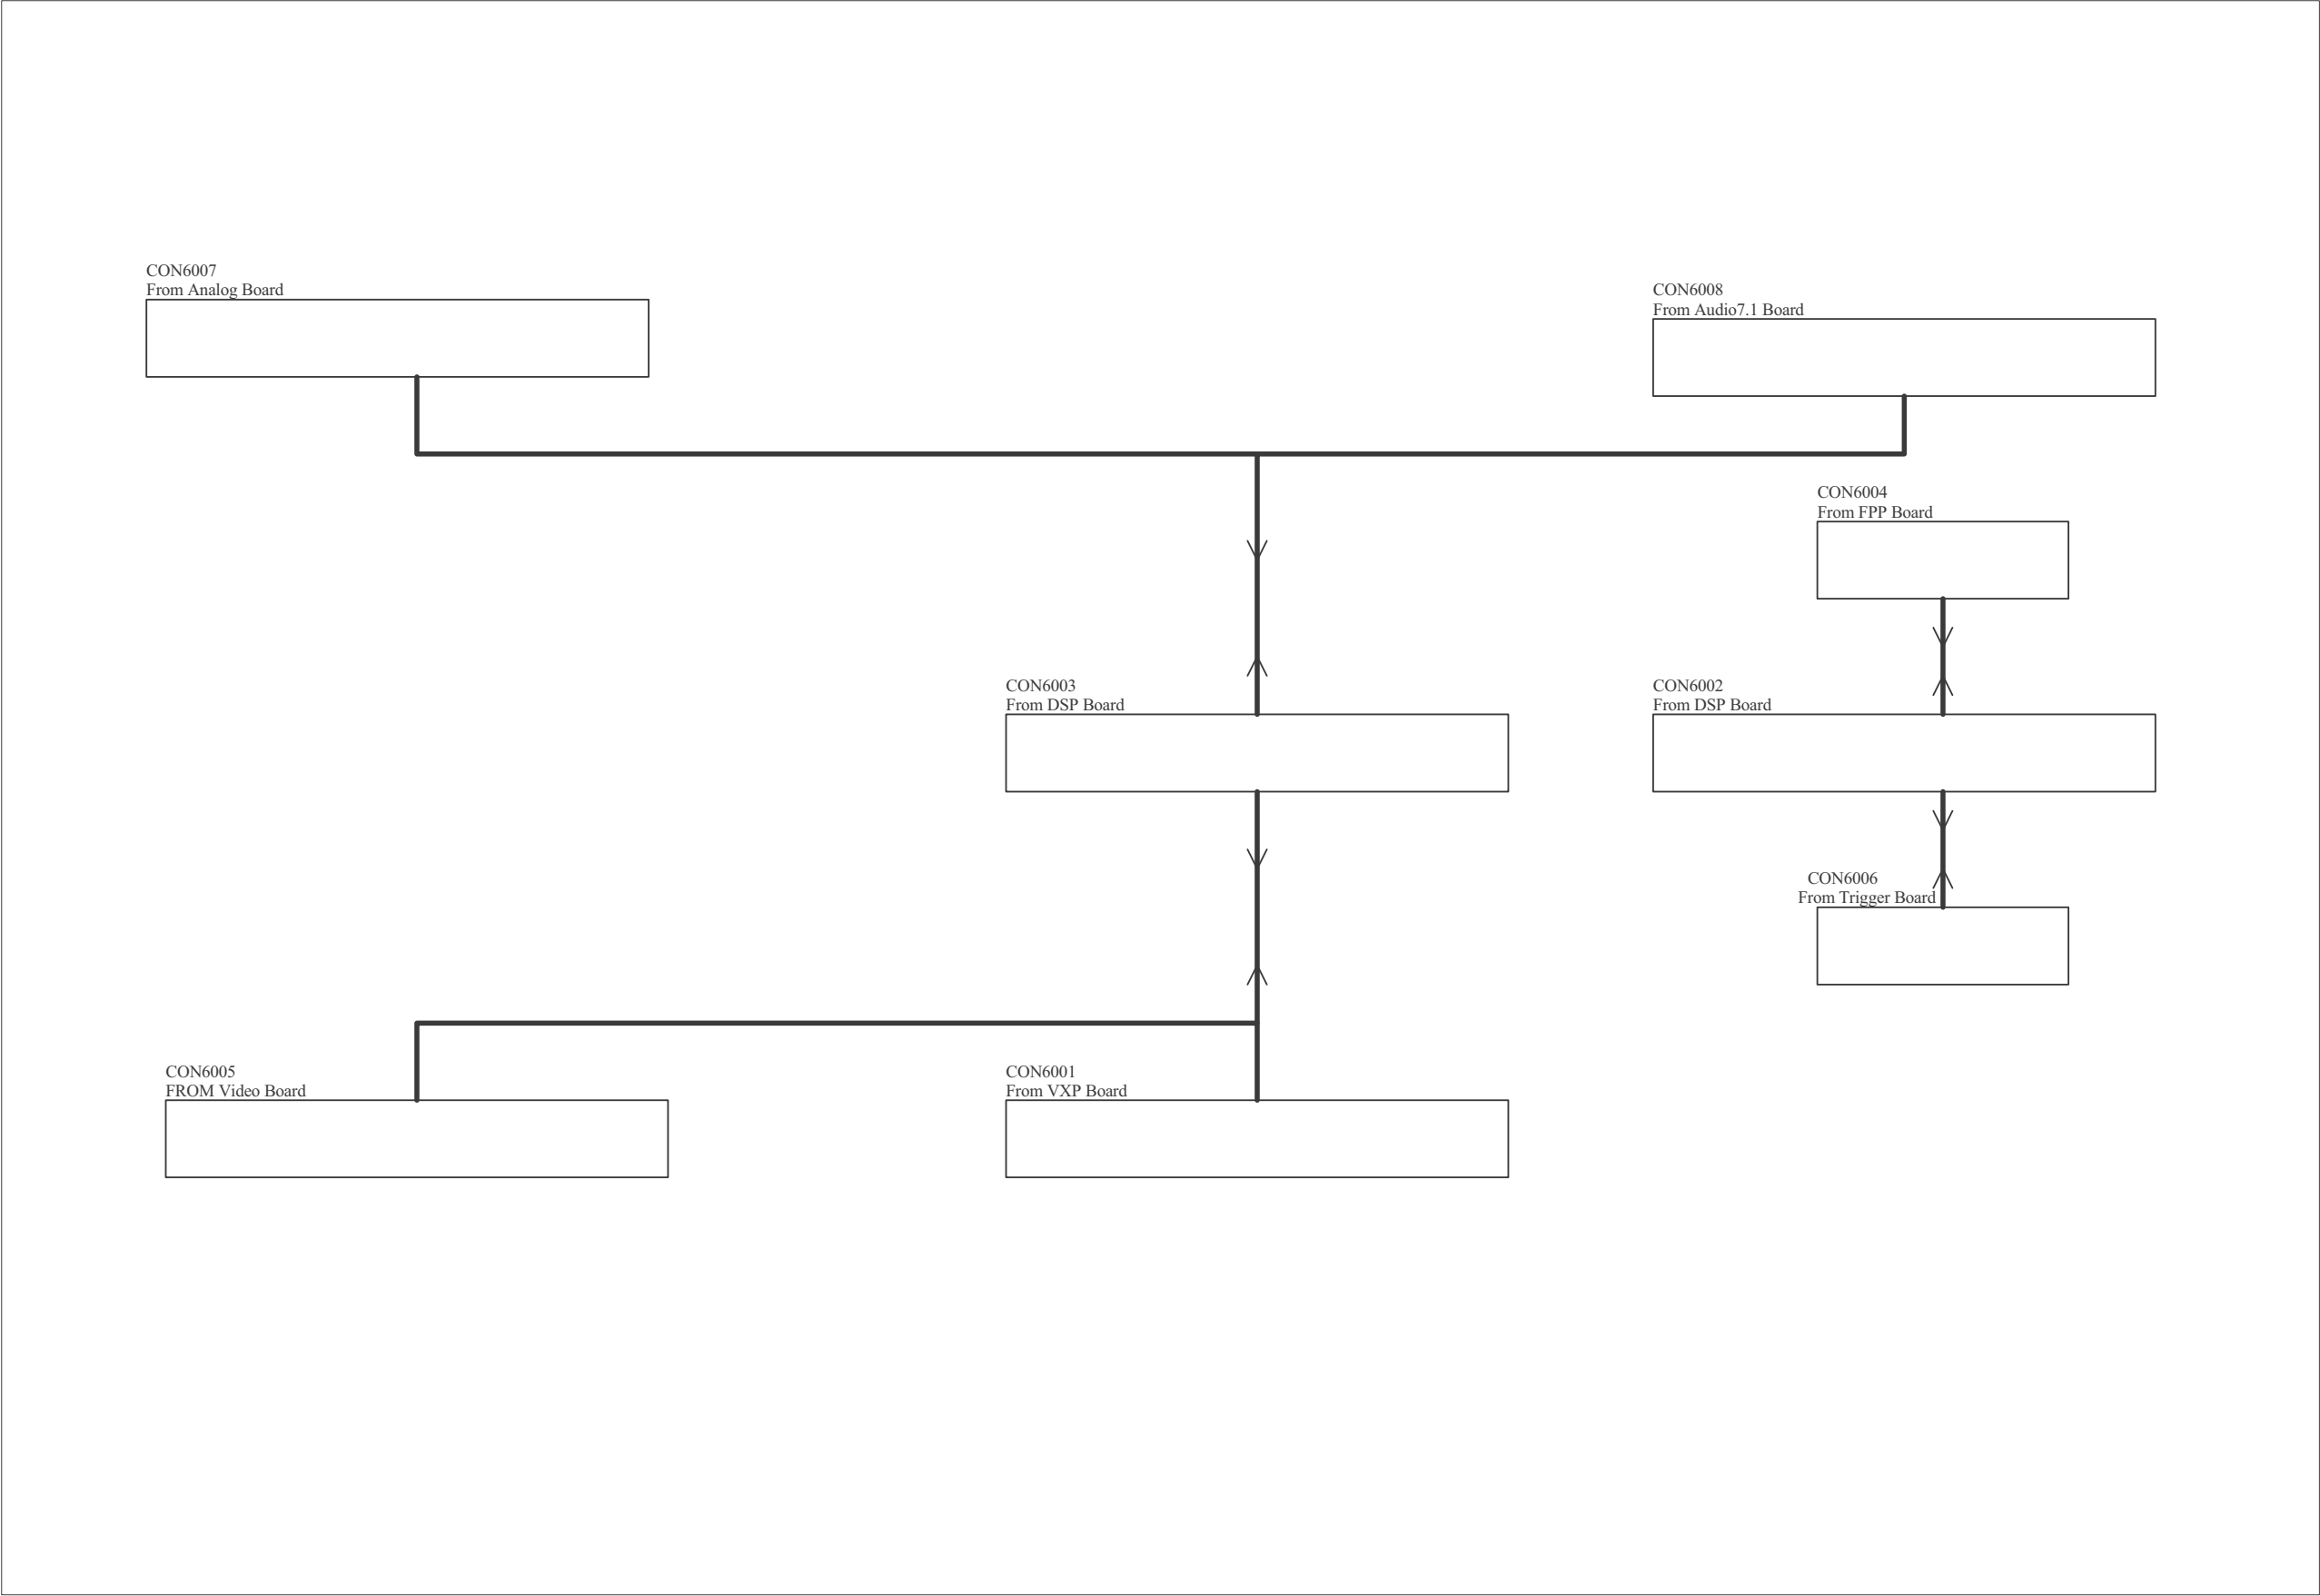 CON6007
From Analog Board
CON6008
From Audio7.1 Board
CON6004
From FPP Board
CON6003
From DSP Board
CON6002
From DSP Board
CON6006
From Trigger Board
CON6005
FROM Video Board
CON6001
From VXP Board